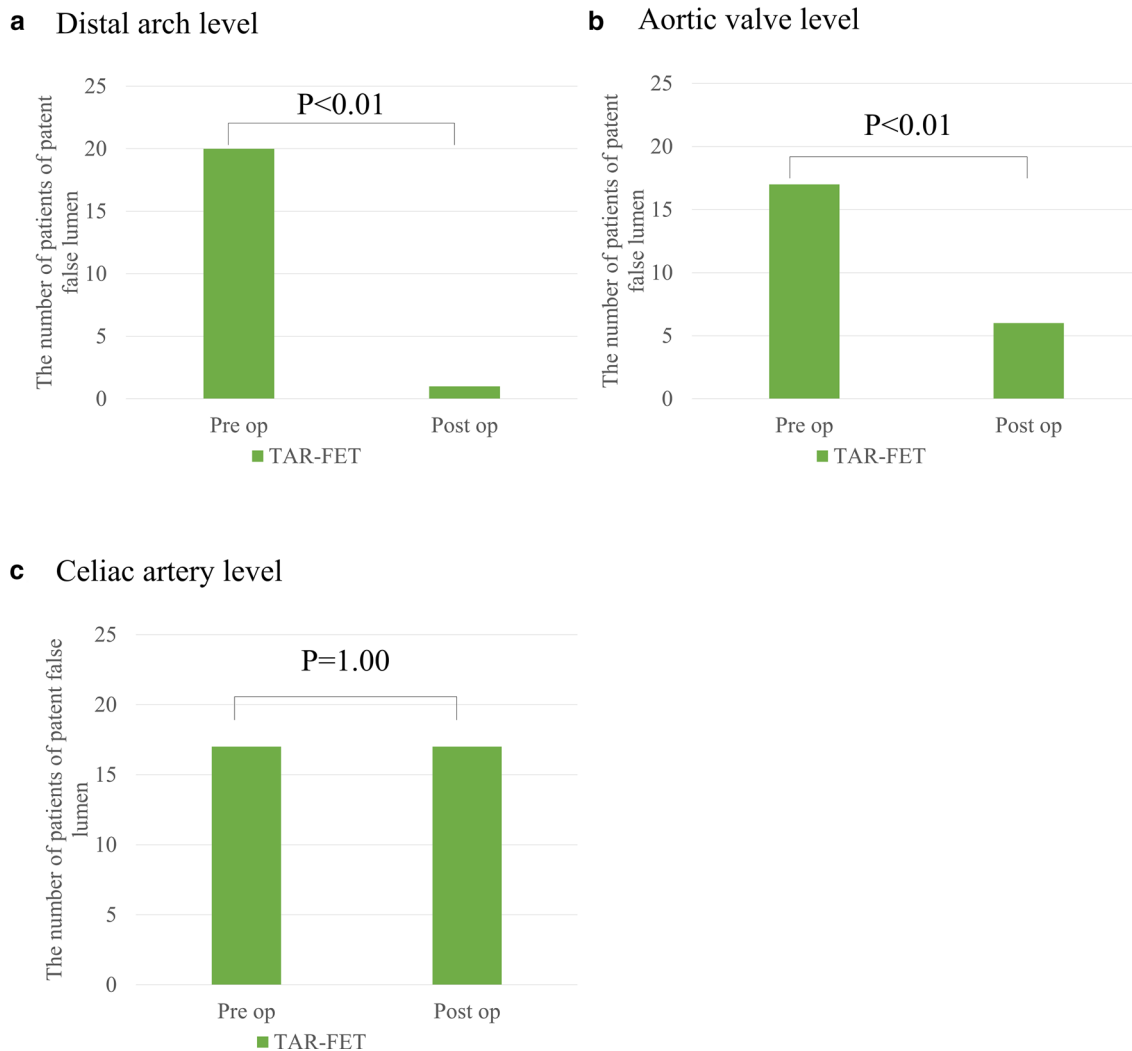 a Distal arch level
25
20
15
10
5
0
The number of patients of patent
false lumen
P<0.01
Pre op Post op
TAR-FET
b Aortic valve level
25
20
15
10
5
0
The number of patients of patent
false lumen
P<0.01
Pre op Post op
TAR-FET
c Celiac artery level
25
20
15
10
5
0
The number of patients of patent false
lumen
P=1.00
Pre op Post op
TAR-FET